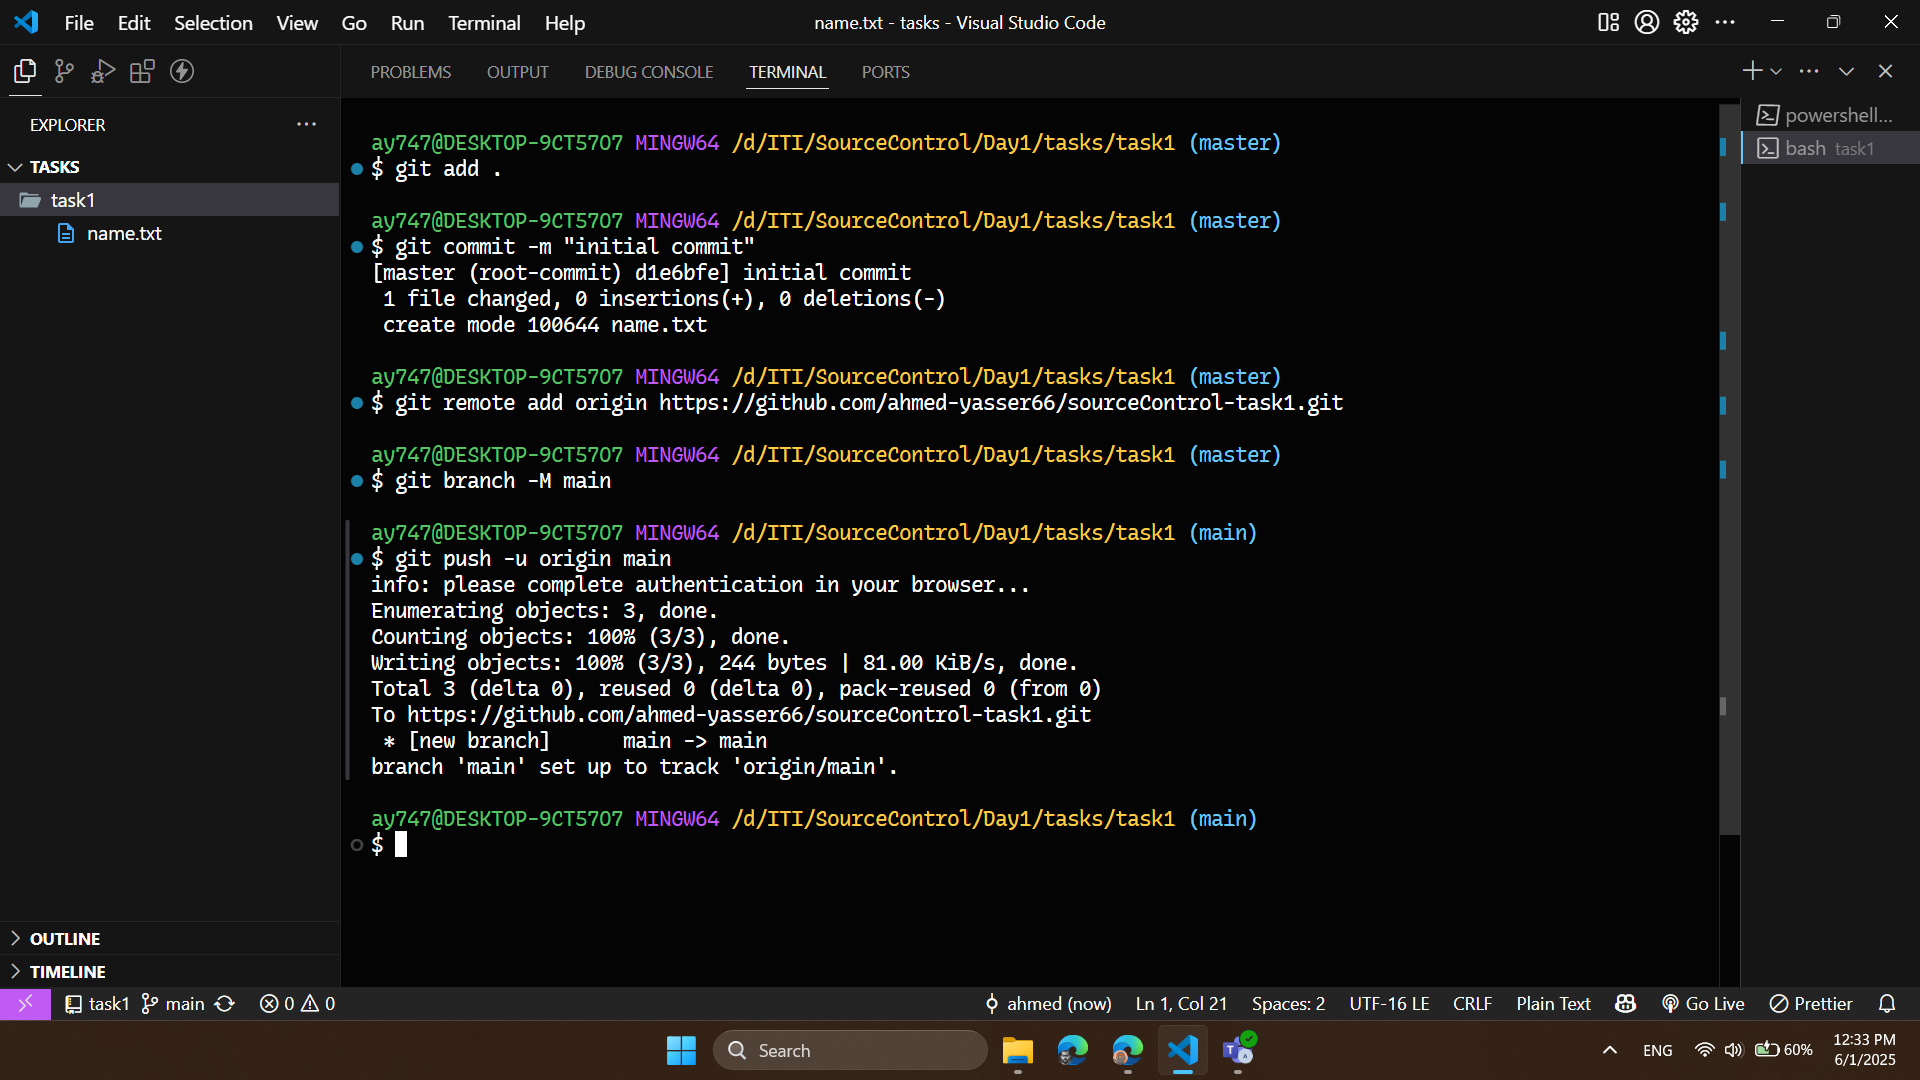 File Edit Selection View Go Run Terminal Help
name.txt - tasks - Visual Studio Code
PROBLEMS OUTPUT DEBUG CONSOLE TERMINAL PORTS
EXPLORER
TASKS
task1
name.txt
ay747@DESKTOP-9CT57O7 MINGW64 /d/ITI/SourceControl/Day1/tasks/task1 (master)
$ git add .
ay747@DESKTOP-9CT57O7 MINGW64 /d/ITI/SourceControl/Day1/tasks/task1 (master)
$ git commit -m "initial commit"
[master (root-commit) d1e6bfe] initial commit
1 file changed, 0 insertions(+), 0 deletions(-)
create mode 100644 name.txt
ay747@DESKTOP-9CT57O7 MINGW64 /d/ITI/SourceControl/Day1/tasks/task1 (master)
$ git remote add origin https://github.com/ahmed-yasser66/sourceControl-task1.git
ay747@DESKTOP-9CT57O7 MINGW64 /d/ITI/SourceControl/Day1/tasks/task1 (master)
$ git branch -M main
ay747@DESKTOP-9CT57O7 MINGW64 /d/ITI/SourceControl/Day1/tasks/task1 (main)
$ git push -u origin main
info: please complete authentication in your browser...
Enumerating objects: 3, done.
Counting objects: 100% (3/3), done.
Writing objects: 100% (3/3), 244 bytes | 81.00 KiB/s, done.
Total 3 (delta 0), reused 0 (delta 0), pack-reused 0 (from 0)
To https://github.com/ahmed-yasser66/sourceControl-task1.git
* [new branch]      main -> main
branch 'main' set up to track 'origin/main'.
ay747@DESKTOP-9CT57O7 MINGW64 /d/ITI/SourceControl/Day1/tasks/task1 (main)
$
powershell...
bash task1
OUTLINE
TIMELINE
task1 main 0 0
ahmed (now) Ln 1, Col 21 Spaces: 2 UTF-16 LE CRLF Plain Text Go Live Prettier
Search
ENG 60%
12:33 PM
6/1/2025